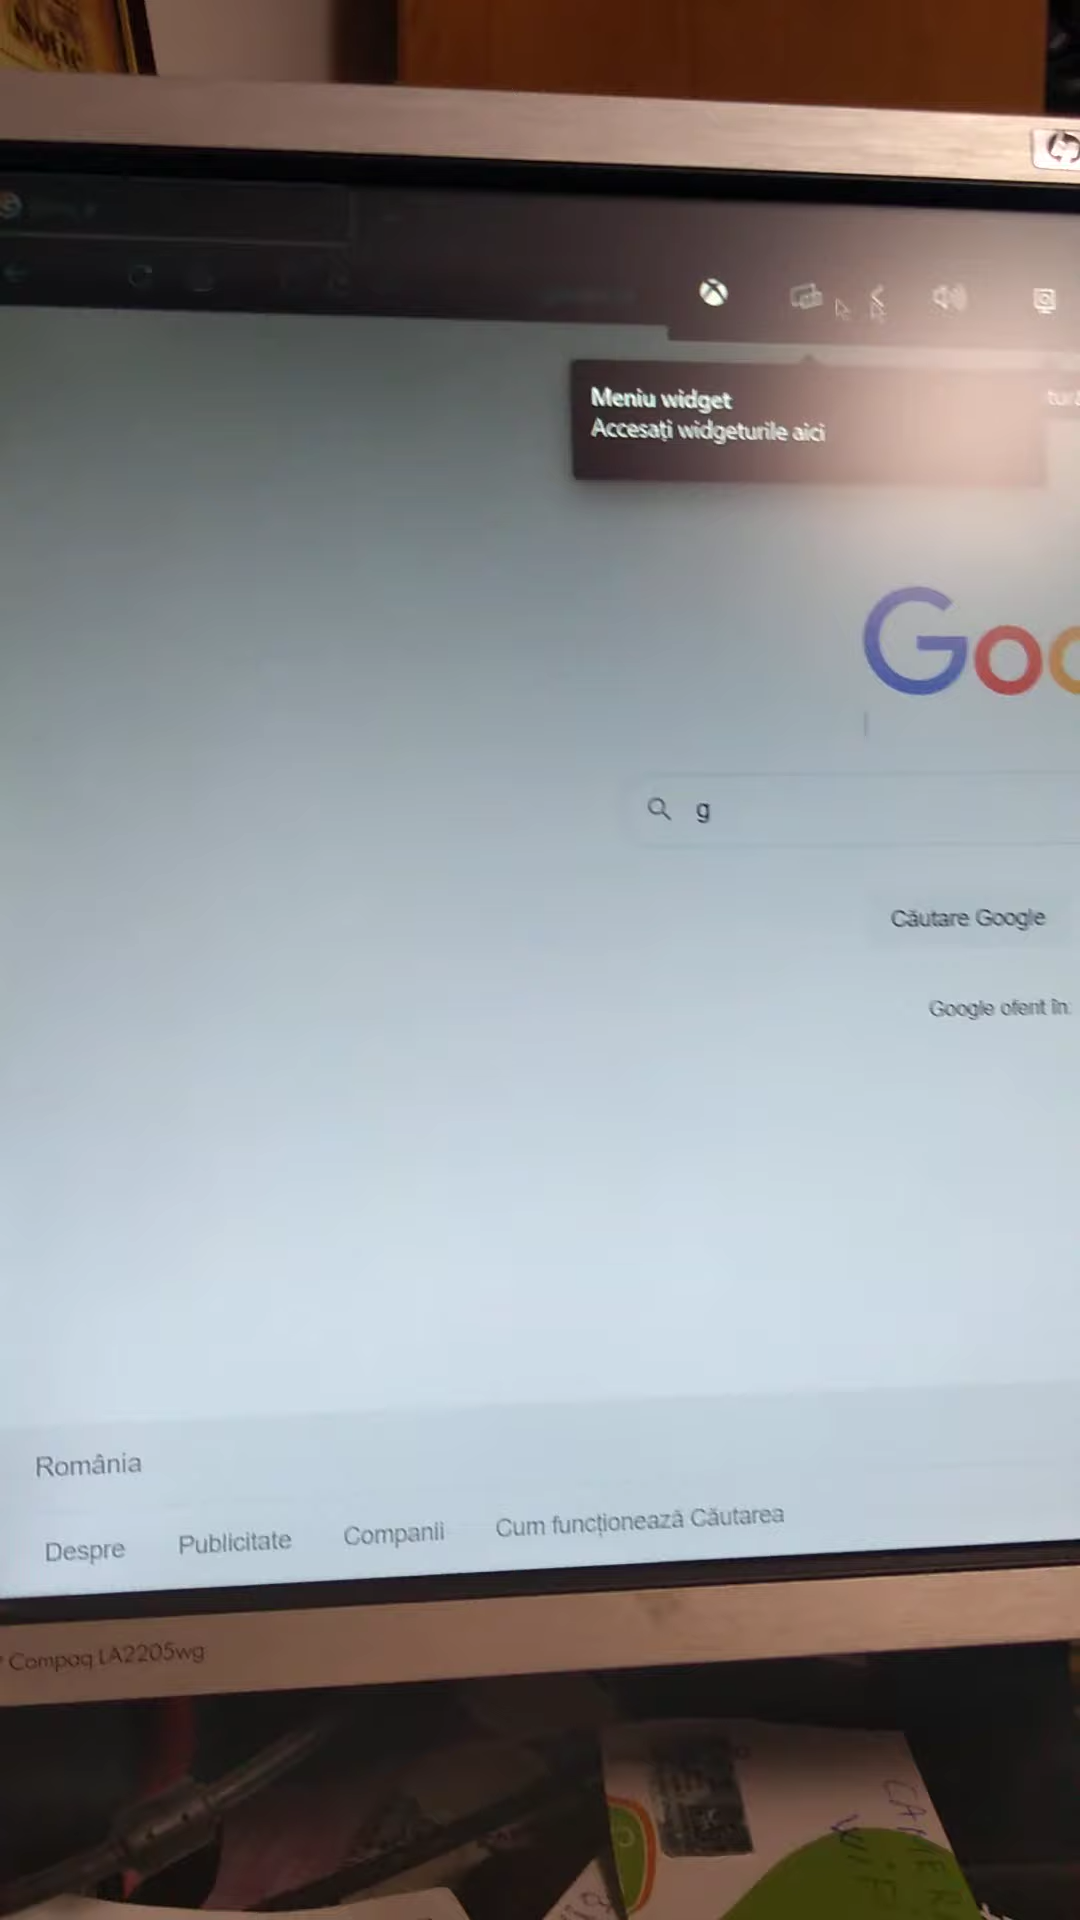 Meniu widget
Accesați widgeturile aici
Goo
g
Căutare Google
Google oferit în:
România
Despre Publicitate Companii Cum funcționează Căutarea
Compaq LA2205wg